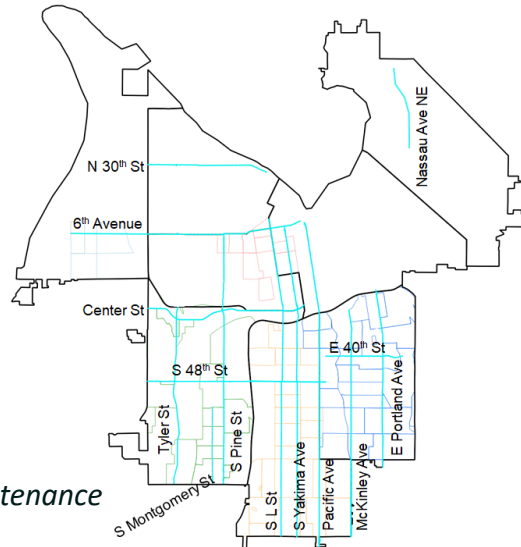 Nassau Ave NE
N 30th St
6th Avenue
Center St
E 40th St
S 48th St
Tyler St
S Pine St
E Portland Ave
S L St
S Yakima Ave
Pacific Ave
McKinley Ave
S Montgomery St
tenance